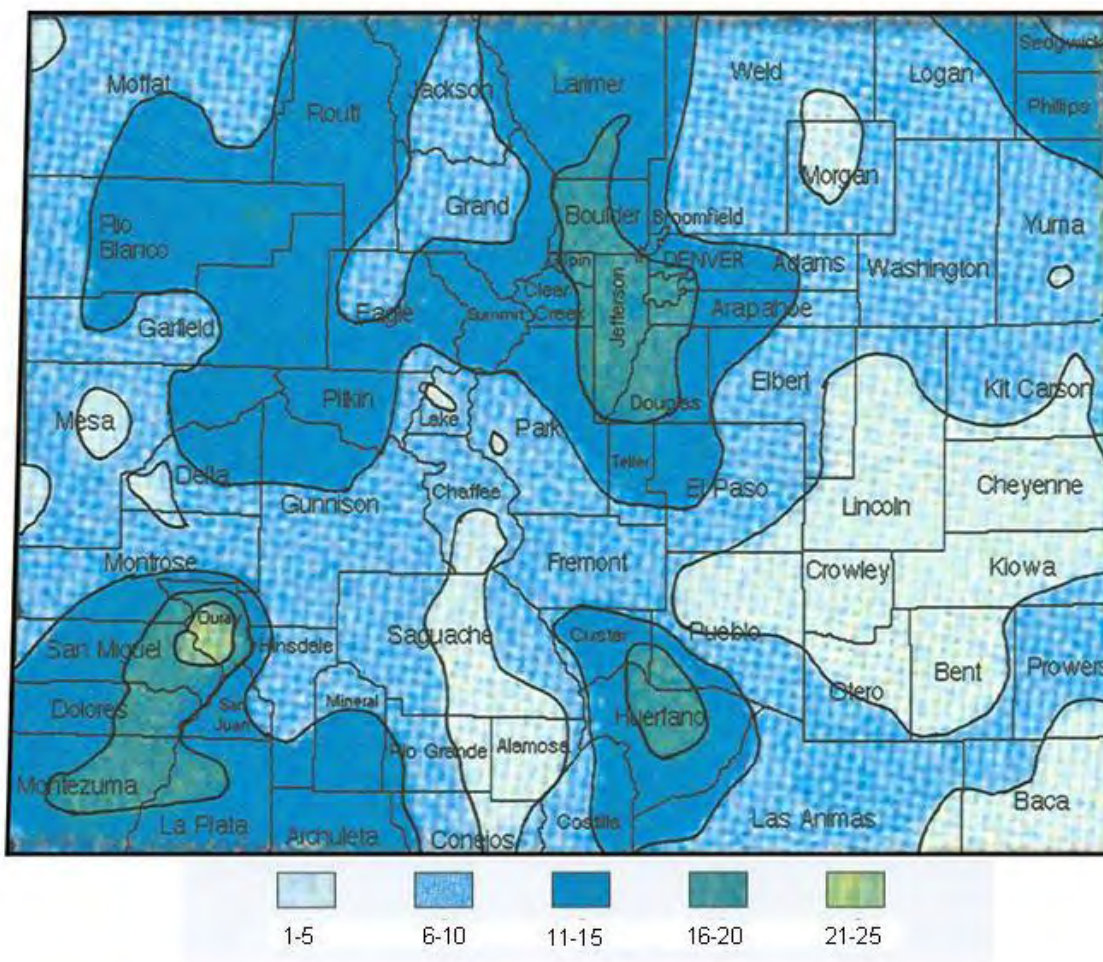 Sedgwick
Moffat
Jackson
Larimer
Weld
Logan
Routt
Phillips
Morgan
Grand
Boulder
Broomfield
Yuma
Rio
Blanco
Gilpin
DENVER
Adams
Washington
Clear
Creek
Garfield
Eagle
Summit
Jefferson
Arapahoe
Elbert
Kit Carson
Pitkin
Mesa
Lake
Park
Douglas
Delta
Teller
Gunnison
Chaffee
El Paso
Lincoln
Cheyenne
Montrose
Fremont
Crowley
Kiowa
Ouray
San Miguel
Hinsdale
Saguache
Custer
Pueblo
Bent
Prowers
Otero
Dolores
San
Juan
Mineral
Huerfano
Rio Grande
Alamosa
Montezuma
Baca
La Plata
Archuleta
Conejos
Costilla
Las Animas
1-5
6-10
11-15
16-20
21-25